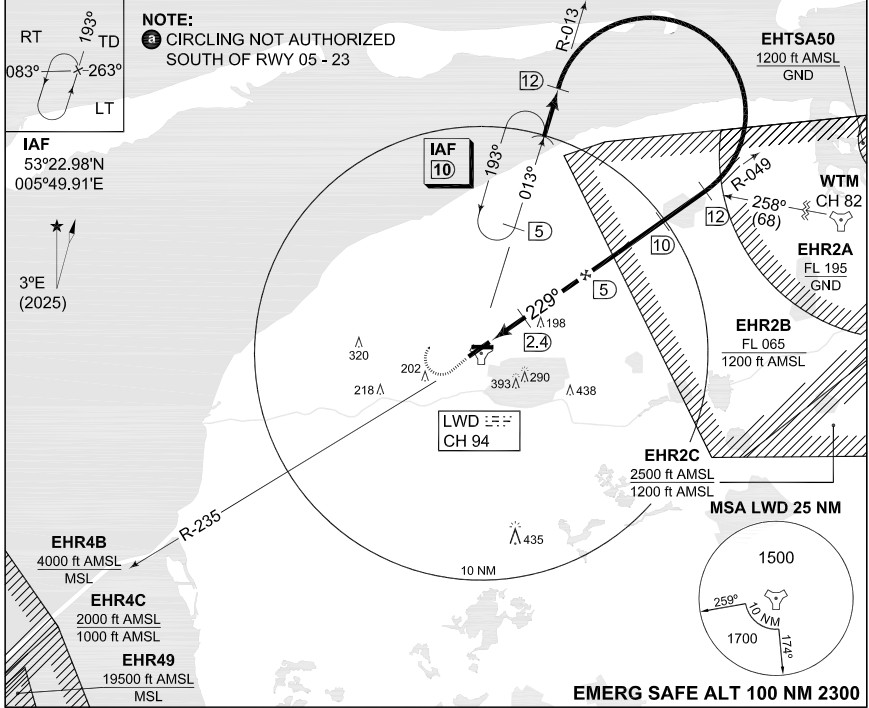 NOTE:
a CIRCLING NOT AUTHORIZED
SOUTH OF RWY 05 - 23
RT
193º
TD
083º
263º
LT
IAF
53º22.98'N
005º49.91'E
3ºE
(2025)
R-013
12
IAF
10
193º
013º
5
EHTSA50
1200 ft AMSL
GND
R-049
WTM
CH 82
258º
(68)
12
10
5
EHR2A
FL 195
GND
229º
2.4
198
EHR2B
FL 065
1200 ft AMSL
320
202
218
393
290
438
LWD
CH 94
EHR2C
2500 ft AMSL
1200 ft AMSL
R-235
435
10 NM
MSA LWD 25 NM
1500
259º
10 NM
1700
174º
EHR4B
4000 ft AMSL
MSL
EHR4C
2000 ft AMSL
1000 ft AMSL
EHR49
19500 ft AMSL
MSL
EMERG SAFE ALT 100 NM 2300